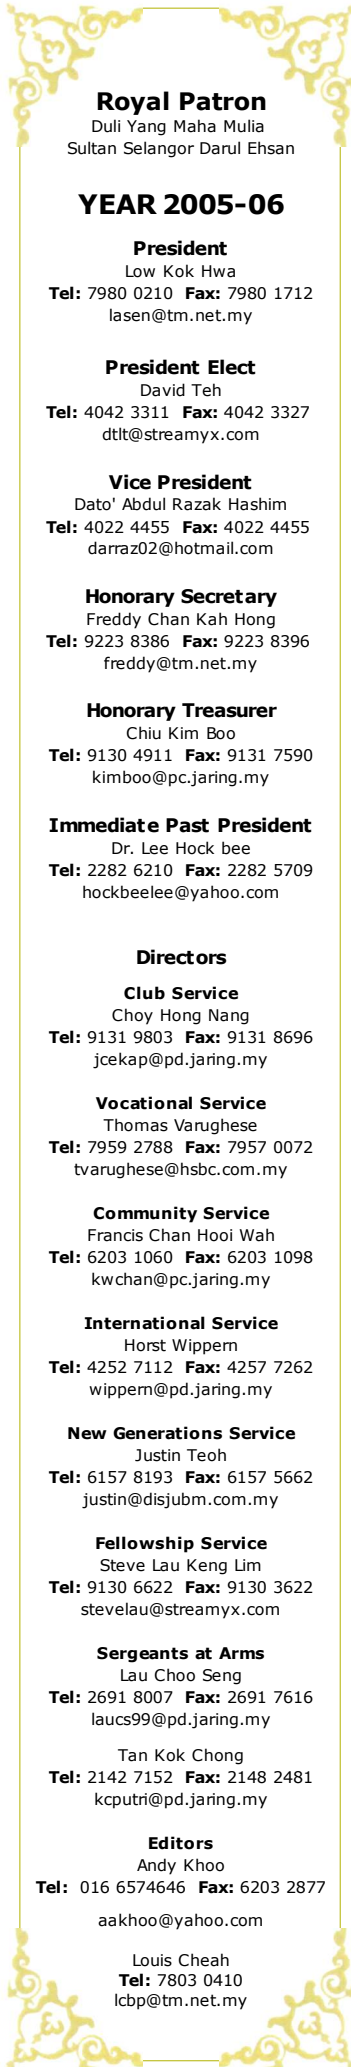 Royal Patron
Duli Yang Maha Mulia
Sultan Selangor Darul Ehsan
YEAR 2005-06
President
Low Kok Hwa
Tel: 7980 0210 Fax: 7980 1712
lasen@tm.net.my
President Elect
David Teh
Tel: 4042 3311 Fax: 4042 3327
dtlt@streamyx.com
Vice President
Dato' Abdul Razak Hashim
Tel: 4022 4455 Fax: 4022 4455
darraz02@hotmail.com
Honorary Secretary
Freddy Chan Kah Hong
Tel: 9223 8386 Fax: 9223 8396
freddy@tm.net.my
Honorary Treasurer
Chiu Kim Boo
Tel: 9130 4911 Fax: 9131 7590
kimboo@pc.jaring.my
Immediate Past President
Dr. Lee Hock bee
Tel: 2282 6210 Fax: 2282 5709
hockbeelee@yahoo.com
Directors
Club Service
Choy Hong Nang
Tel: 9131 9803 Fax: 9131 8696
jcekap@pd.jaring.my
Vocational Service
Thomas Varughese
Tel: 7959 2788 Fax: 7957 0072
tvarughese@hsbc.com.my
Community Service
Francis Chan Hooi Wah
Tel: 6203 1060 Fax: 6203 1098
kwchan@pc.jaring.my
International Service
Horst Wippern
Tel: 4252 7112 Fax: 4257 7262
wippern@pd.jaring.my
New Generations Service
Justin Teoh
Tel: 6157 8193 Fax: 6157 5662
justin@disjubm.com.my
Fellowship Service
Steve Lau Keng Lim
Tel: 9130 6622 Fax: 9130 3622
stevelau@streamyx.com
Sergeants at Arms
Lau Choo Seng
Tel: 2691 8007 Fax: 2691 7616
laucs99@pd.jaring.my
Tan Kok Chong
Tel: 2142 7152 Fax: 2148 2481
kcputri@pd.jaring.my
Editors
Andy Khoo
Tel: 016 6574646 Fax: 6203 2877
aakhoo@yahoo.com
Louis Cheah
Tel: 7803 0410
lcbp@tm.net.my